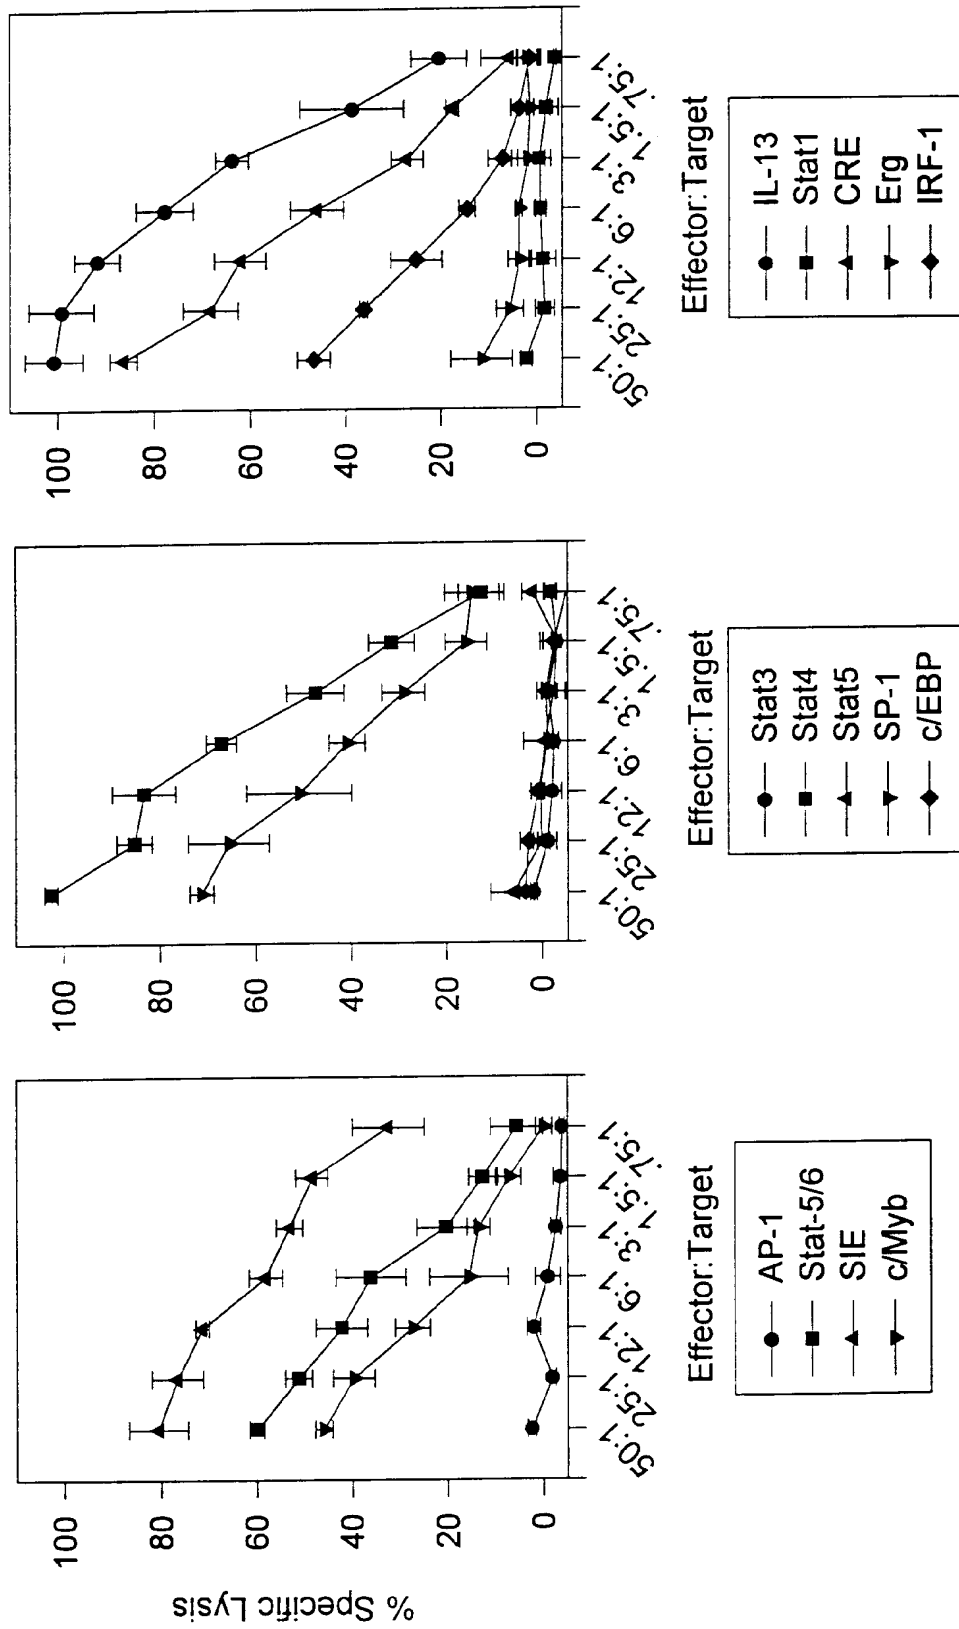 % Specific Lysis
100
80
60
40
20
0
50:1 25:1 12:1 6:1 3:1 1.5:1 .75:1
Effector:Target
AP-1
Stat-5/6
SIE
c/Myb
100
80
60
40
20
0
50:1 25:1 12:1 6:1 3:1 1.5:1 .75:1
Effector:Target
Stat3
Stat4
Stat5
SP-1
c/EBP
100
80
60
40
20
0
50:1 25:1 12:1 6:1 3:1 1.5:1 .75:1
Effector:Target
IL-13
Stat1
CRE
Erg
IRF-1